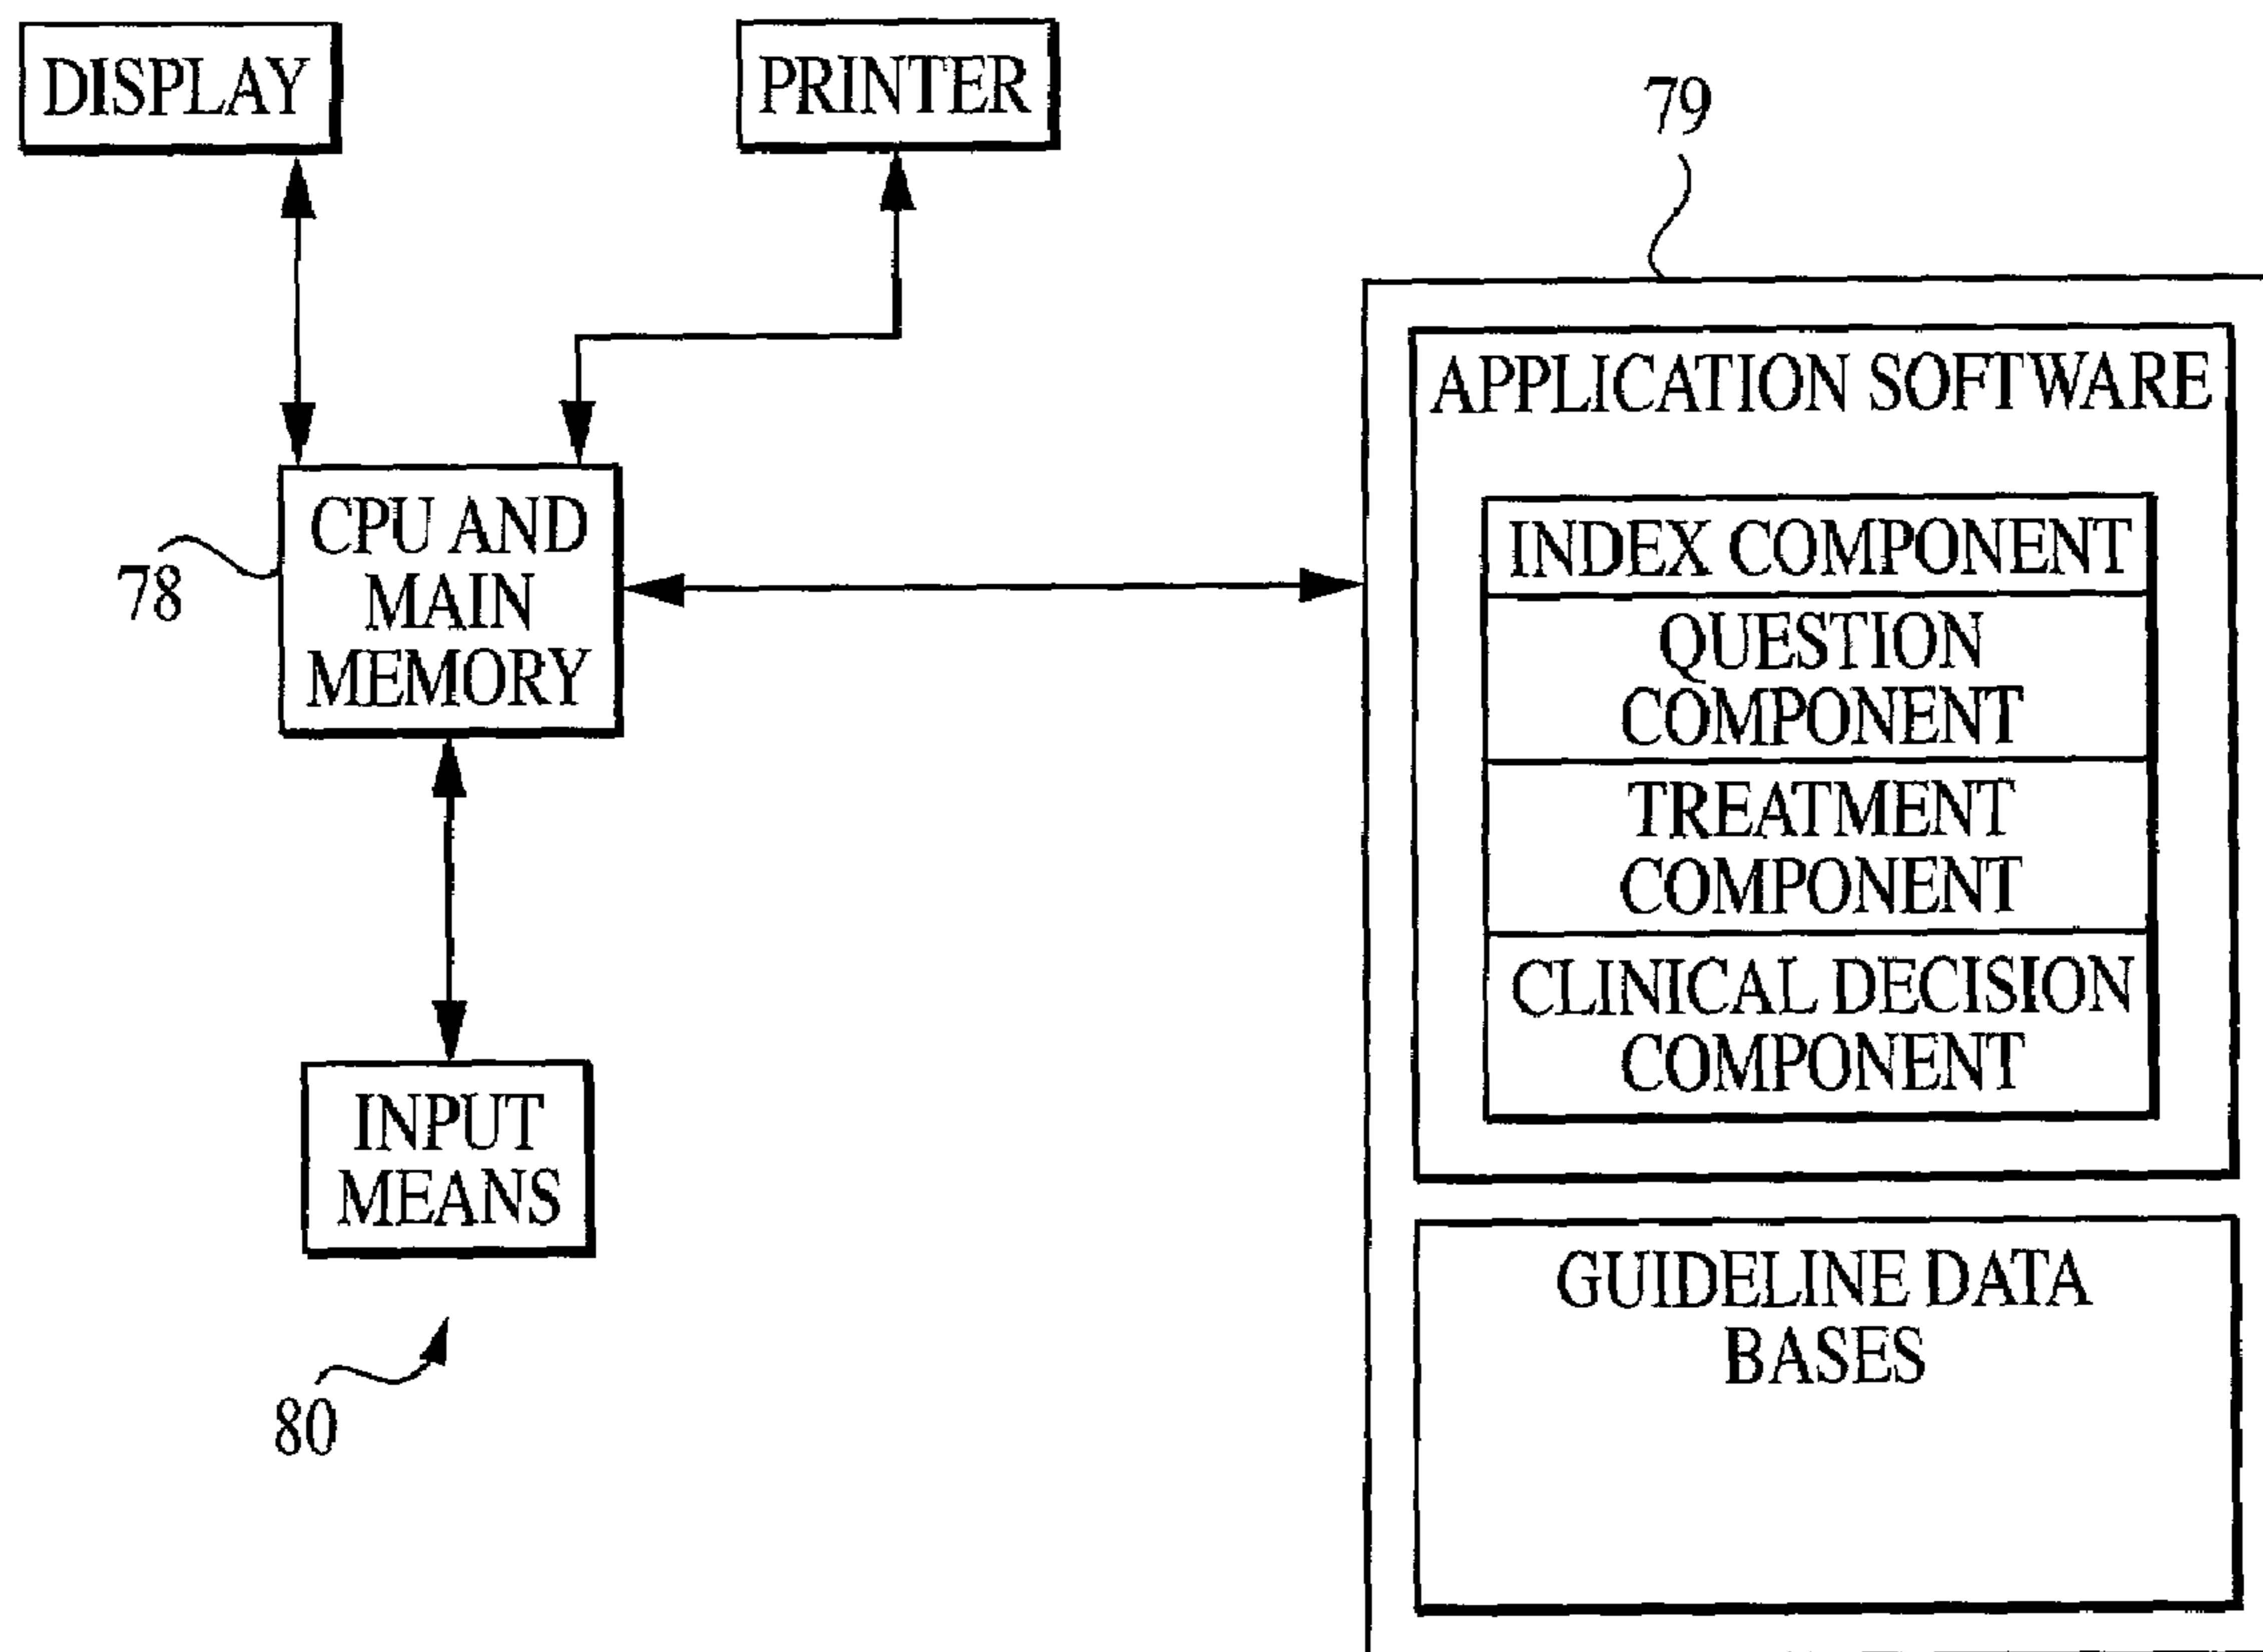 DISPLAY
PRINTER
79
APPLICATION SOFTWARE
CPU AND
MAIN
MEMORY
78
INDEX COMPONENT
QUESTION
COMPONENT
TREATMENT
COMPONENT
CLINICAL DECISION
COMPONENT
INPUT
MEANS
80
GUIDELINE DATA
BASES